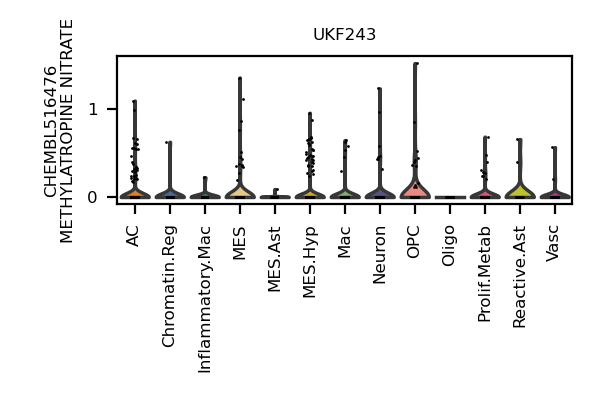 UKF243
CHEMBL516476
METHYLATROPINE NITRATE
1
0
AC
Chromatin.Reg
Inflammatory.Mac
MES
MES.Ast
MES.Hyp
Mac
Neuron
OPC
Oligo
Prolif.Metab
Reactive.Ast
Vasc